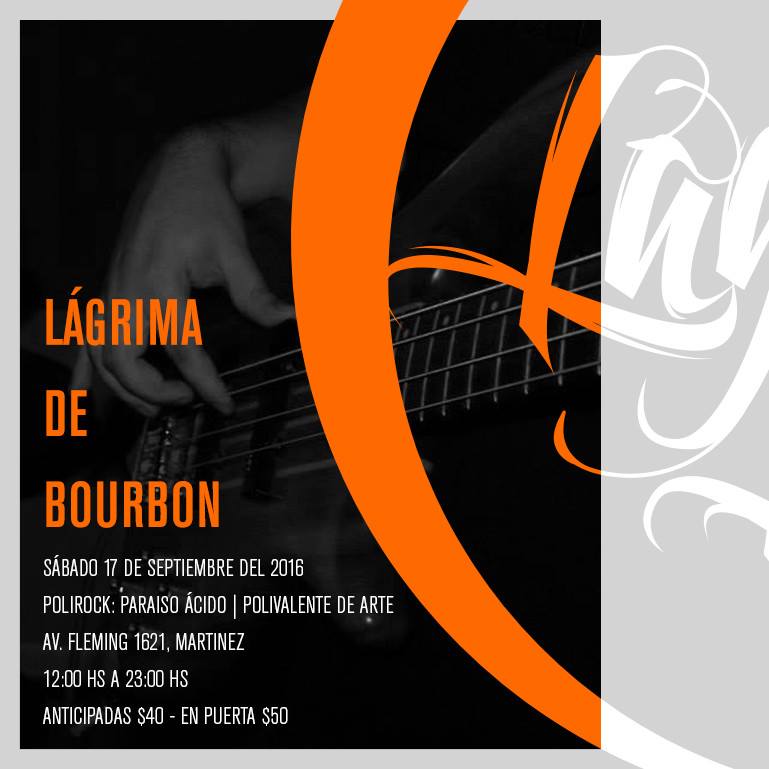 LÁGRIMA
DE
BOURBON
SÁBADO 17 DE SEPTIEMBRE DEL 2016
POLIROCK: PARAISO ÁCIDO | POLIVALENTE DE ARTE
AV. FLEMING 1621, MARTINEZ
12:00 HS A 23:00 HS
ANTICIPADAS $40 - EN PUERTA $50